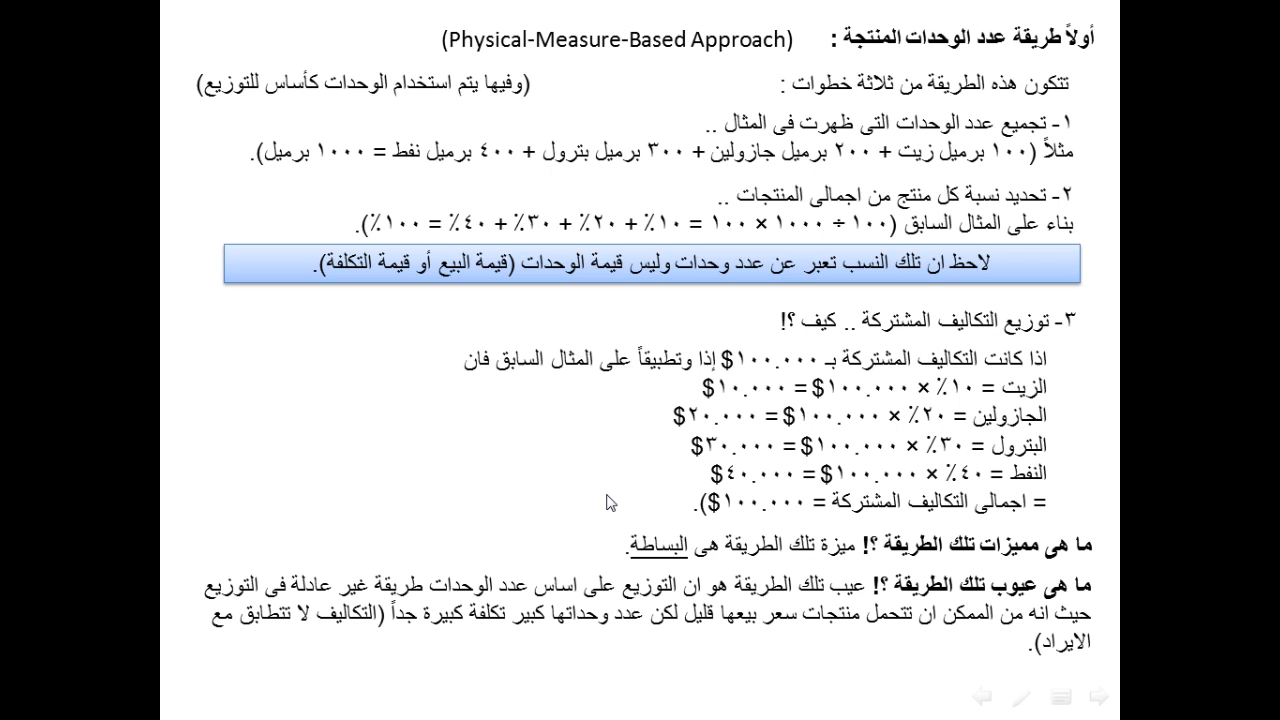 أولاً طريقة عدد الوحدات المنتجة : (Physical-Measure-Based Approach)
تتكون هذه الطريقة من ثلاثة خطوات : (وفيها يتم استخدام الوحدات كأساس للتوزيع)
١- تجميع عدد الوحدات التى ظهرت فى المثال ..
مثلاً (١٠٠ برميل زيت + ٢٠٠ برميل جازولين + ٣٠٠ برميل بترول + ٤٠٠ برميل نفط = ١٠٠٠ برميل).
٢- تحديد نسبة كل منتج من اجمالى المنتجات ..
بناء على المثال السابق (١٠٠ ÷ ١٠٠٠ × ١٠٠ = ١٠٪ + ٢٠٪ + ٣٠٪ + ٤٠٪ = ١٠٠٪).
لاحظ ان تلك النسب تعبر عن عدد وحدات وليس قيمة الوحدات (قيمة البيع أو قيمة التكلفة).
٣- توزيع التكاليف المشتركة .. كيف ؟!
اذا كانت التكاليف المشتركة بـ ١٠٠.٠٠٠$ إذا وتطبيقاً على المثال السابق فان
الزيت = ١٠٪ × ١٠٠.٠٠٠$ = ١٠.٠٠٠$
الجازولين = ٢٠٪ × ١٠٠.٠٠٠$ = ٢٠.٠٠٠$
البترول = ٣٠٪ × ١٠٠.٠٠٠$ = ٣٠.٠٠٠$
النفط = ٤٠٪ × ١٠٠.٠٠٠$ = ٤٠.٠٠٠$
= اجمالى التكاليف المشتركة = ١٠٠.٠٠٠$).
ما هى مميزات تلك الطريقة ؟! ميزة تلك الطريقة هى البساطة.
ما هى عيوب تلك الطريقة ؟! عيب تلك الطريقة هو ان التوزيع على اساس عدد الوحدات طريقة غير عادلة فى التوزيع
حيث انه من الممكن ان تتحمل منتجات سعر بيعها قليل لكن عدد وحداتها كبير تكلفة كبيرة جداً (التكاليف لا تتطابق مع
الايراد).